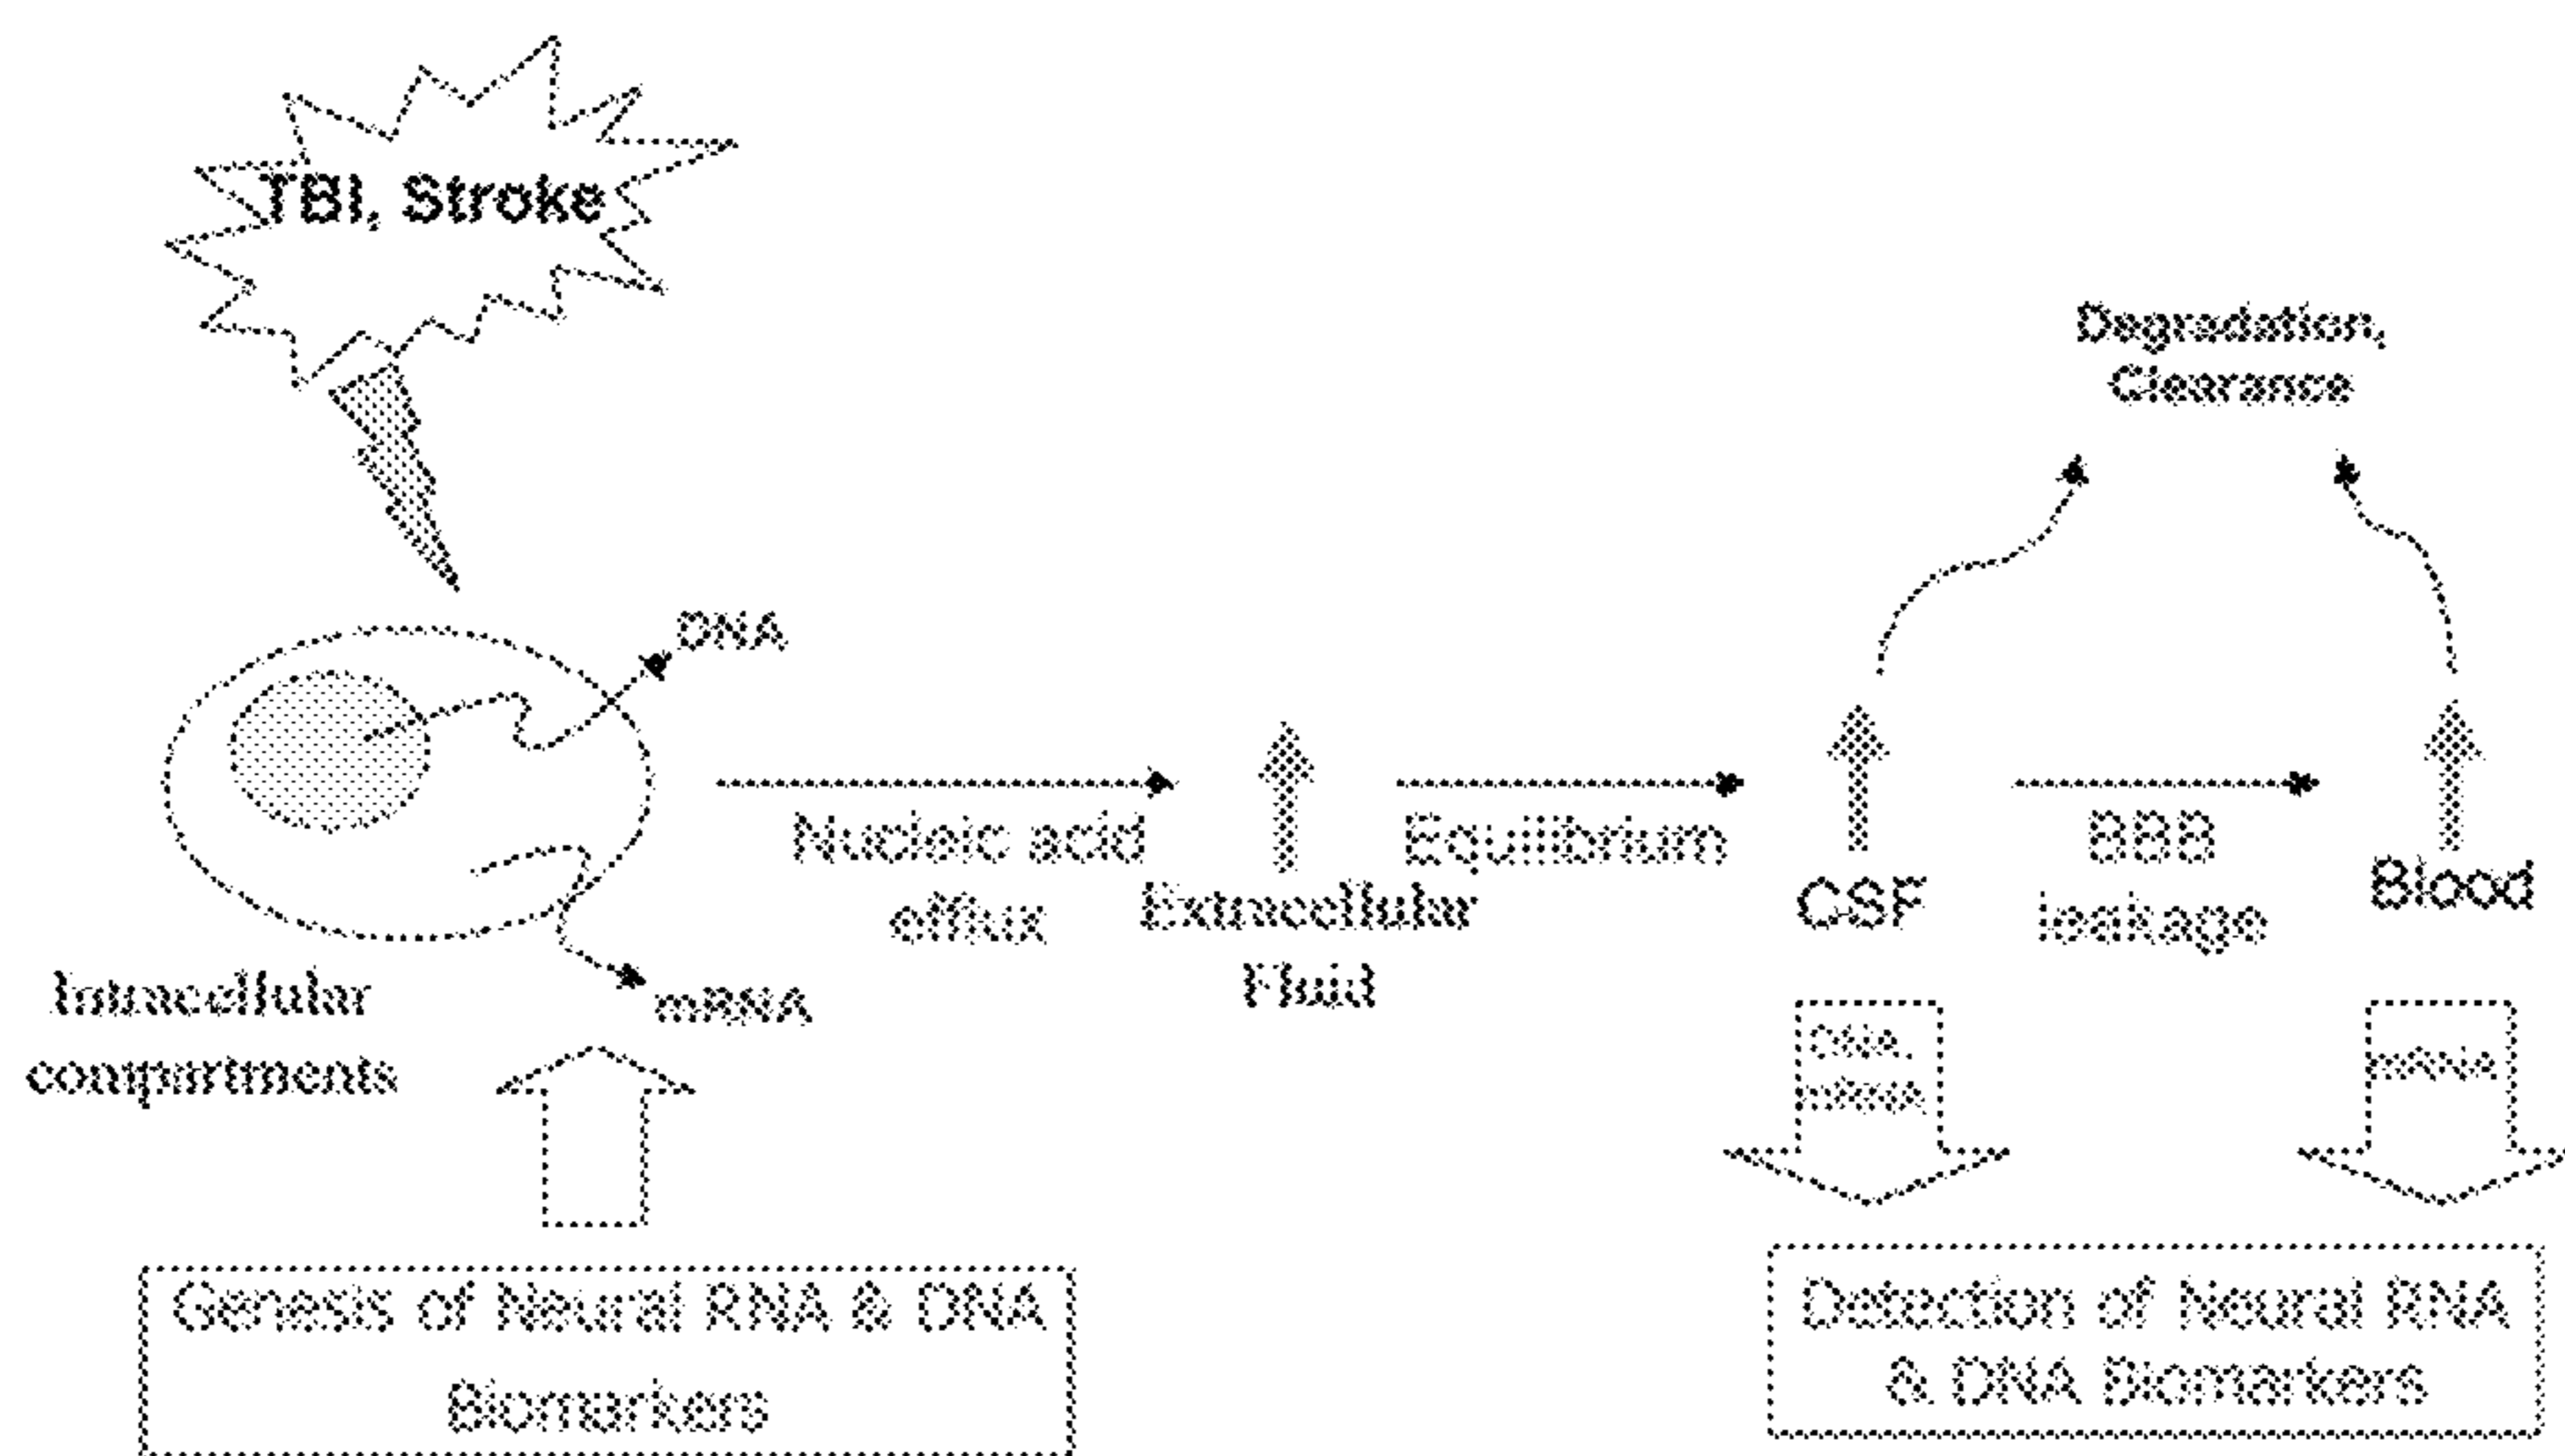 TBI, Stroke
Degradation,
Clearance
DNA
Nucleic acid
efflux
Extracellular
Fluid
Equilibrium
CSF
BBB
leakage
Blood
Intracellular
compartments
mRNA
DNA,
mRNA
mRNA
Genesis of Neural RNA & DNA
Biomarkers
Detection of Neural RNA
& DNA Biomarkers